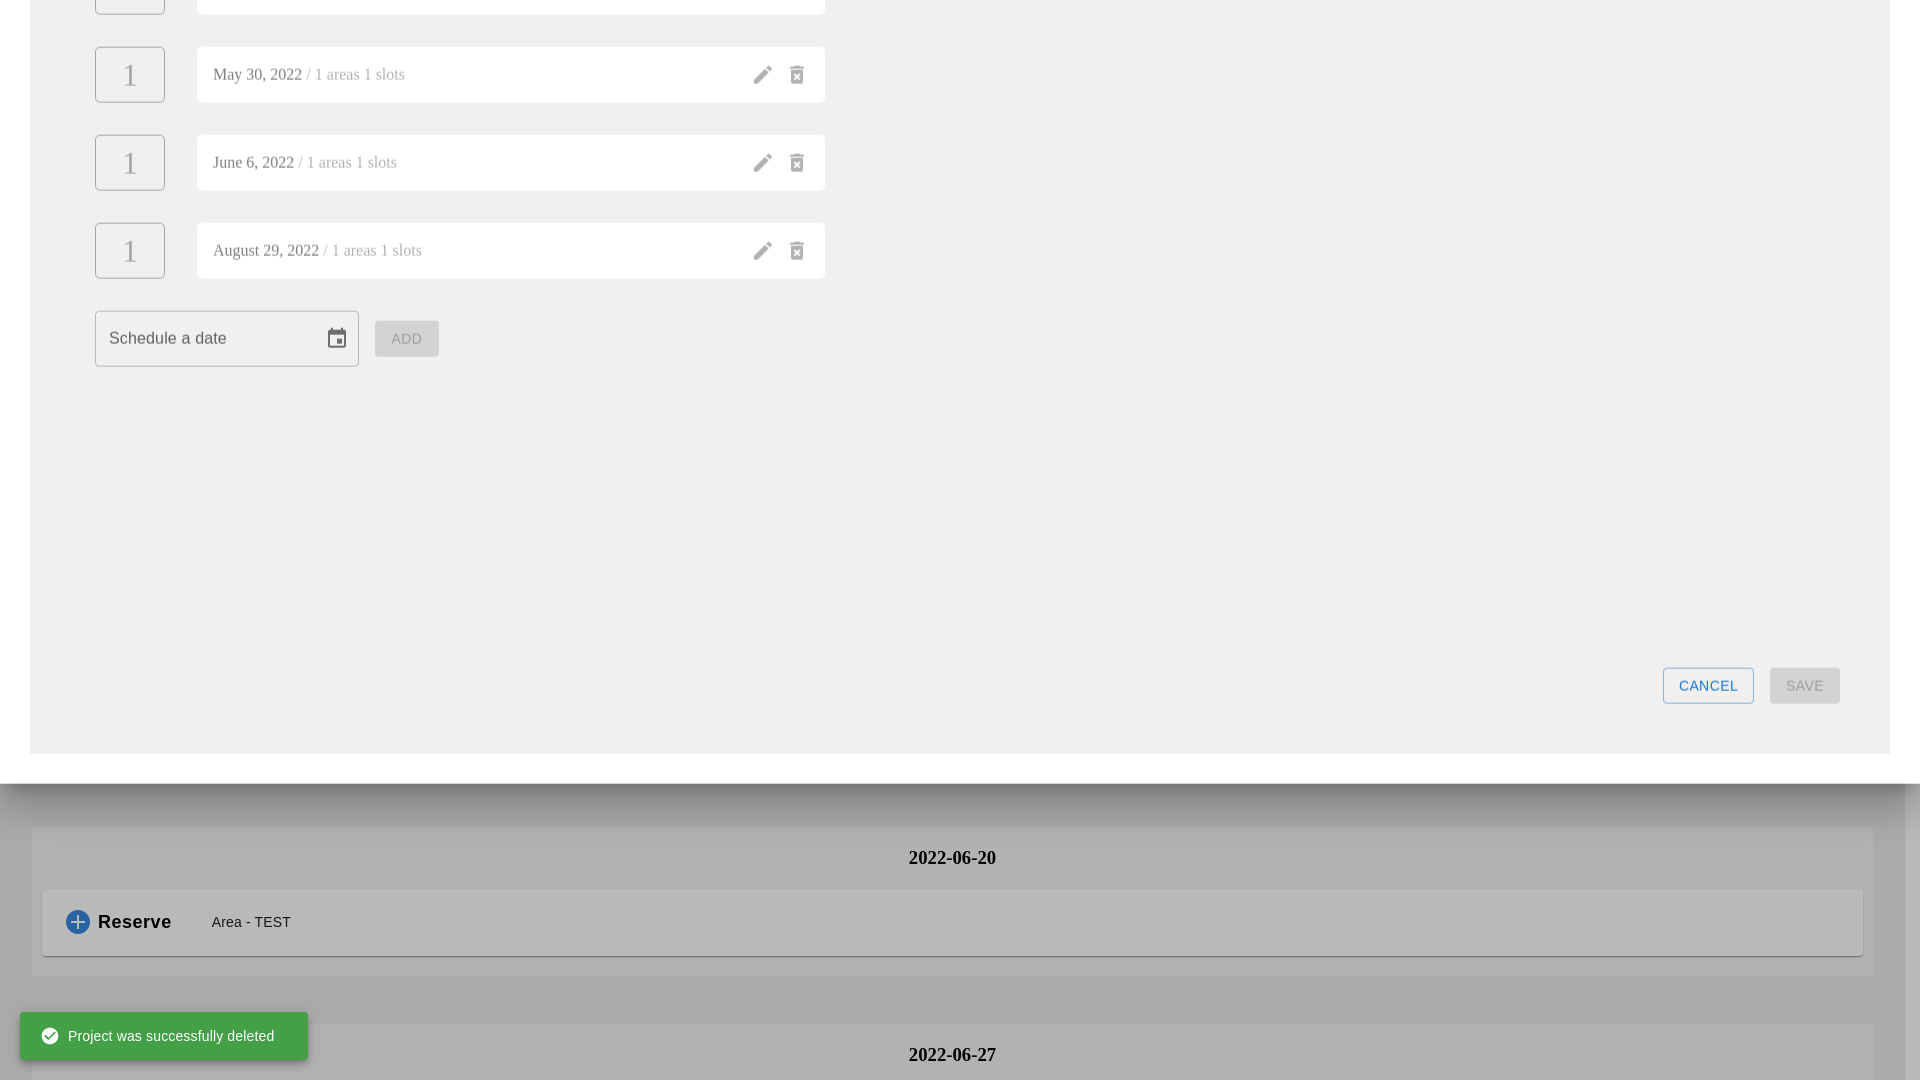 1
May 30, 2022 / 1 areas 1 slots
1
June 6, 2022 / 1 areas 1 slots
1
August 29, 2022 / 1 areas 1 slots
Schedule a date
ADD
CANCEL
SAVE
2022-06-20
Reserve
Area - TEST
Project was successfully deleted
2022-06-27